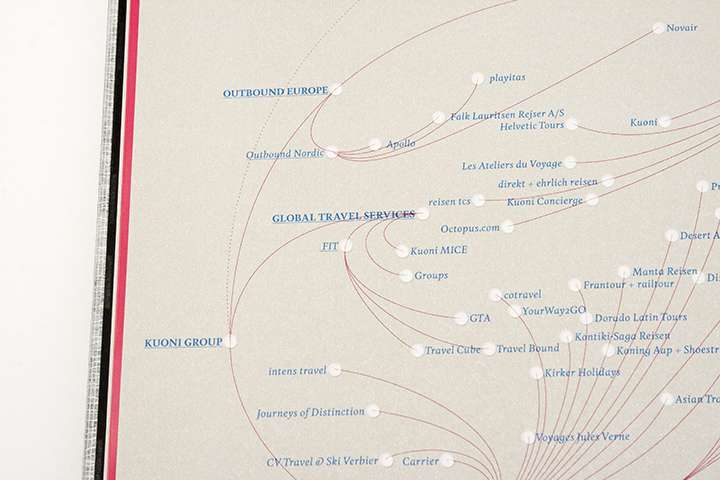 Novair
playitas
OUTBOUND EUROPE
Falk Lauritsen Rejser A/S
Helvetic Tours
Kuoni
Outbound Nordic
Apollo
Les Ateliers du Voyage
direkt + ehrlich reisen
reisen tcs
Kuoni Concierge
GLOBAL TRAVEL SERVICES
Octopus.com
Desert A
FIT
Kuoni MICE
Groups
Manta Reisen
Frantour + railtour
cotravel
YourWay2GO
GTA
Dorado Latin Tours
Kontiki-Saga Reisen
KUONI GROUP
Travel Cube
Travel Bound
Koning Aap + Shoestr
intens travel
Kirker Holidays
Asian Tra
Journeys of Distinction
Voyages Jules Verne
CV Travel & Ski Verbier
Carrier